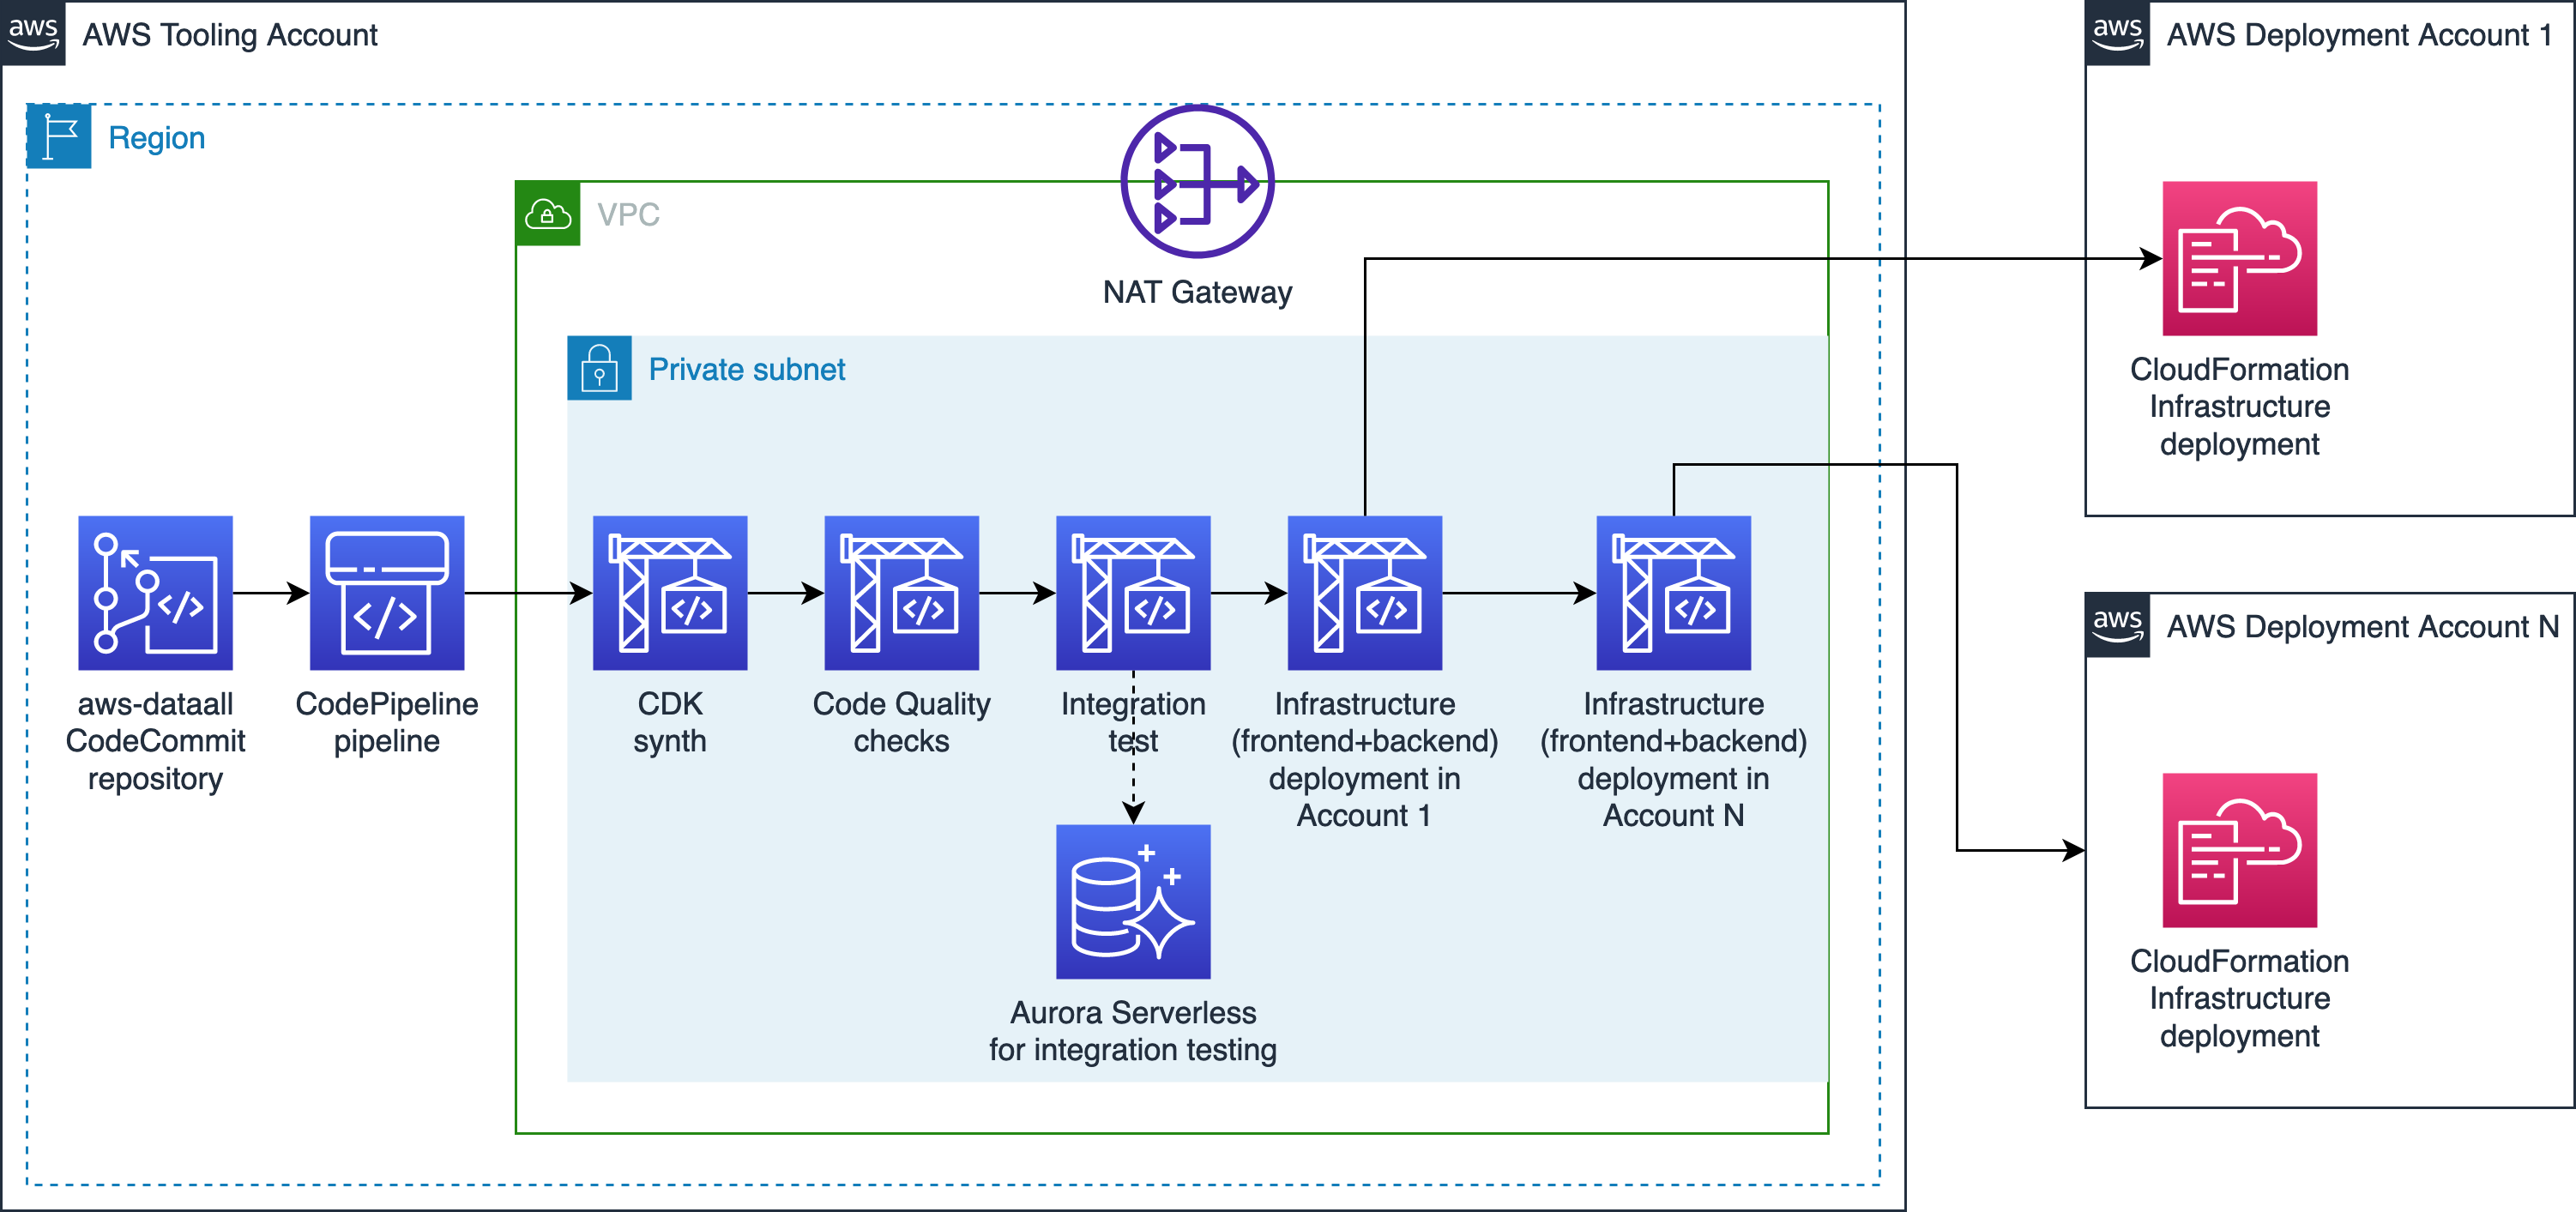 aws
AWS Tooling Account
Region
VPC
NAT Gateway
Private subnet
aws-dataall
CodeCommit
repository
CodePipeline
pipeline
CDK
synth
Code Quality
checks
Integration
test
Infrastructure
(frontend+backend)
deployment in
Account 1
Infrastructure
(frontend+backend)
deployment in
Account N
Aurora Serverless
for integration testing
aws
AWS Deployment Account 1
CloudFormation
Infrastructure
deployment
aws
AWS Deployment Account N
CloudFormation
Infrastructure
deployment